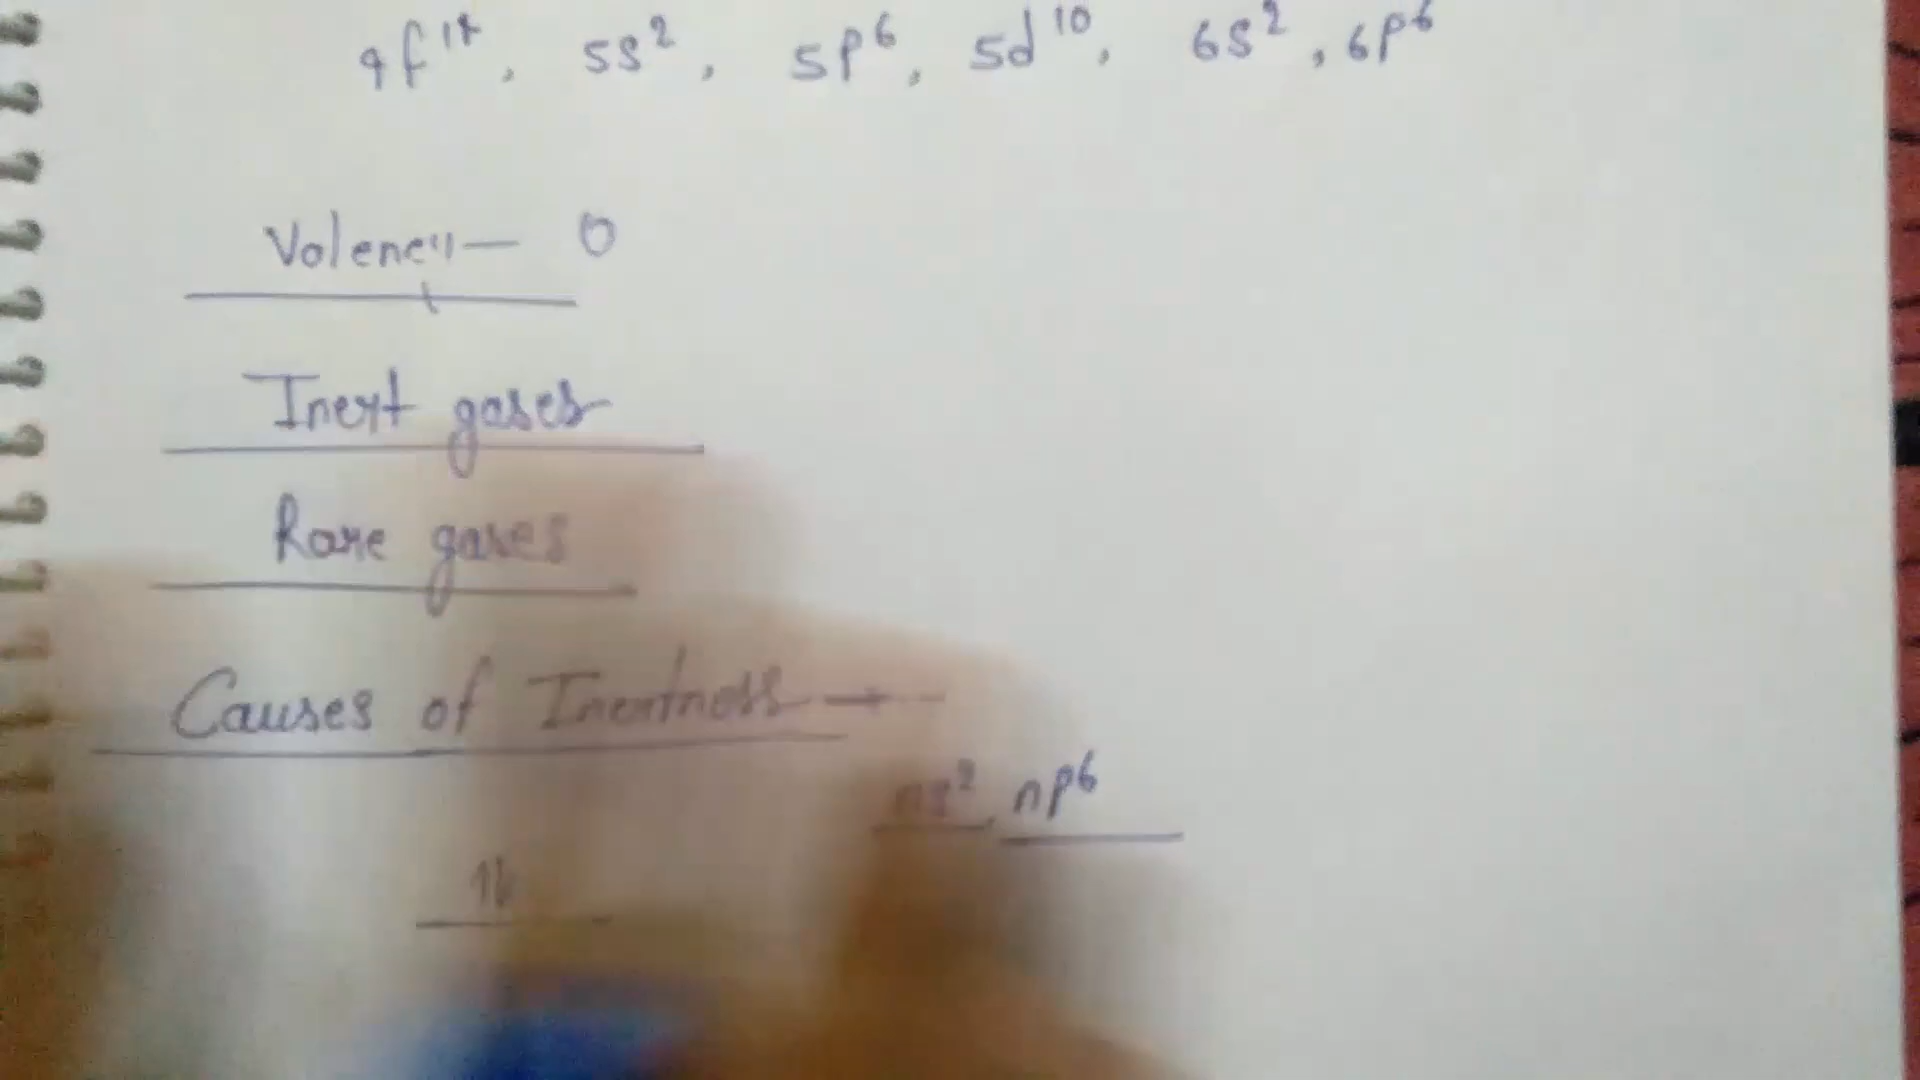 4f¹⁴, 5s², 5p⁶, 5d¹⁰, 6s², 6p⁶
Valency — 0
Inert gases
Rare gases
Causes of Inertness →
ns², np⁶